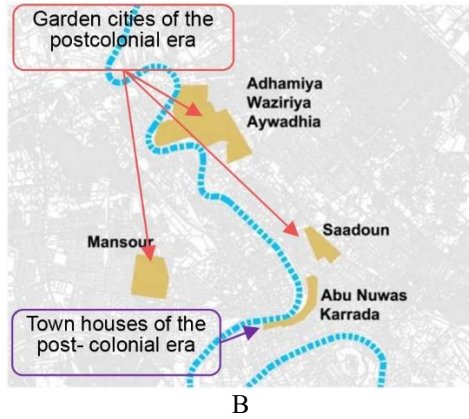 Garden cities of the
postcolonial era
Adhamiya
Waziriya
Aywadhia
Mansour
Saadoun
Abu Nuwas
Karrada
Town houses of the
post- colonial era
B